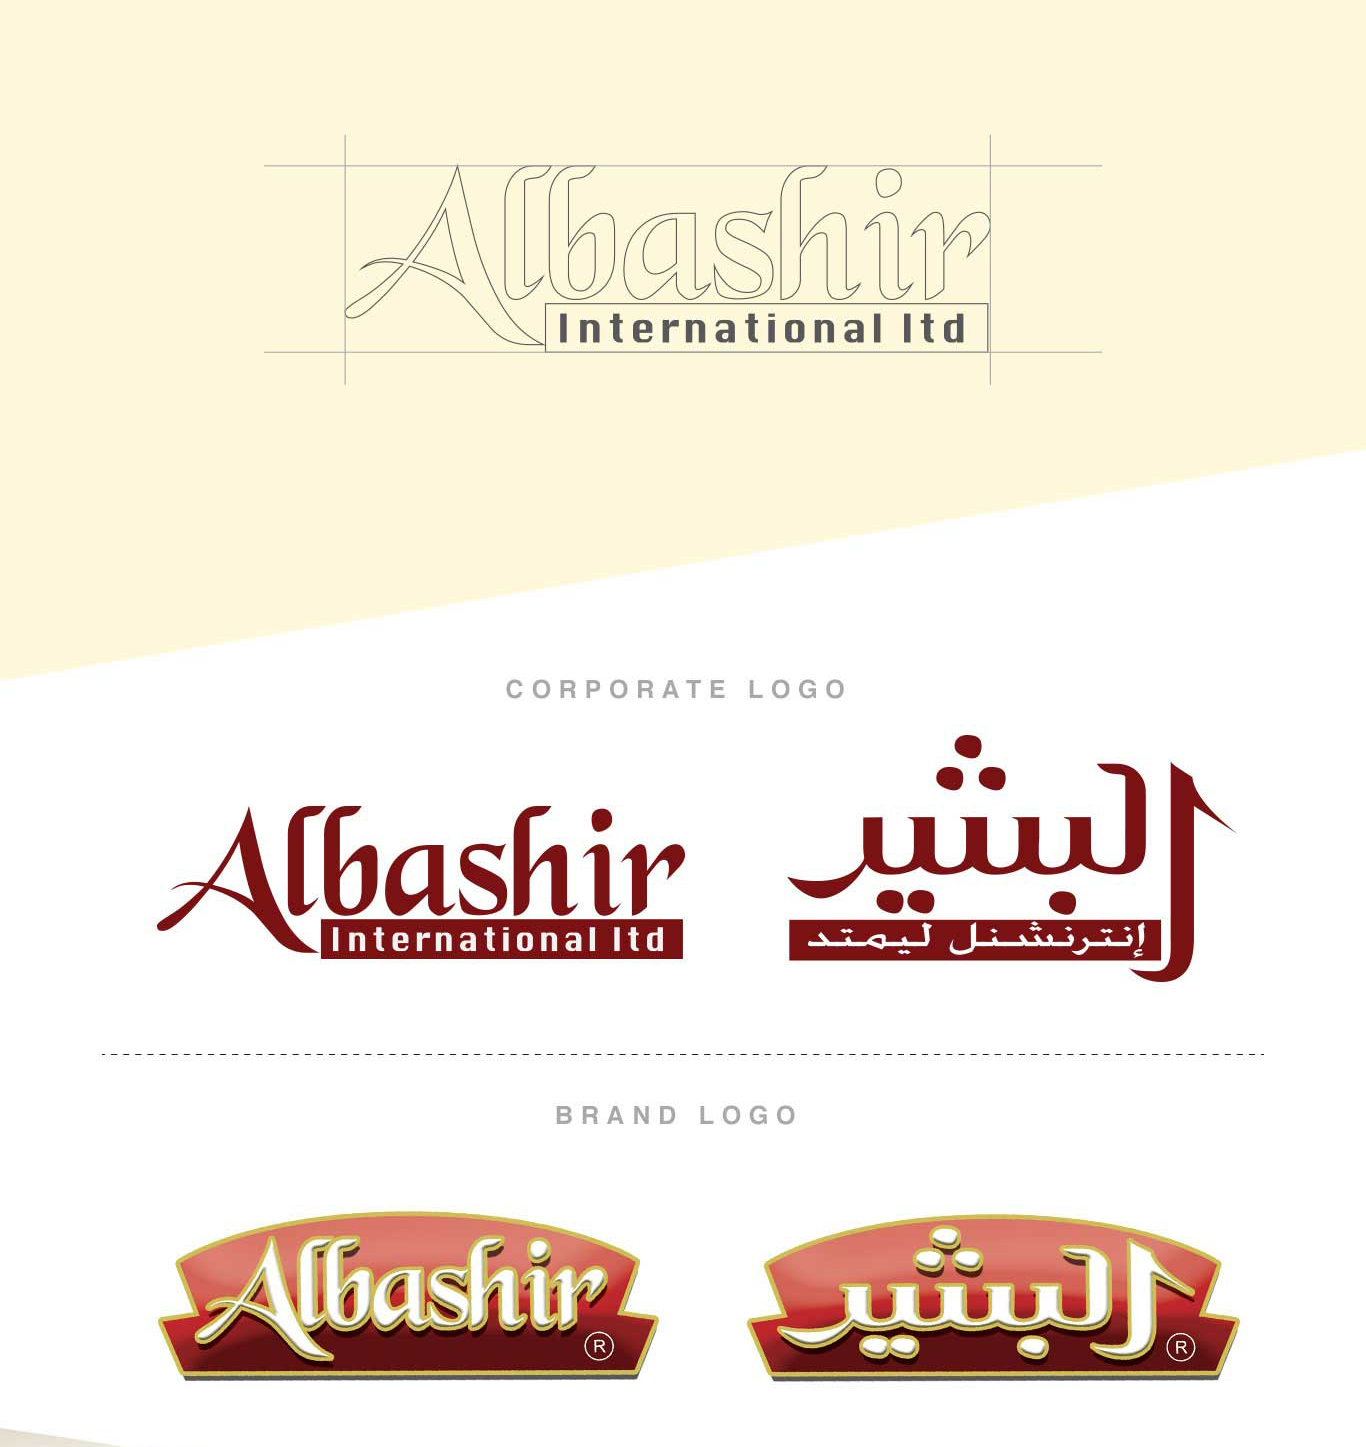 Albashir
International ltd
CORPORATE LOGO
Albashir
International ltd
البشير
إنترنشنل ليمتد
BRAND LOGO
Albashir
®
البشير
®